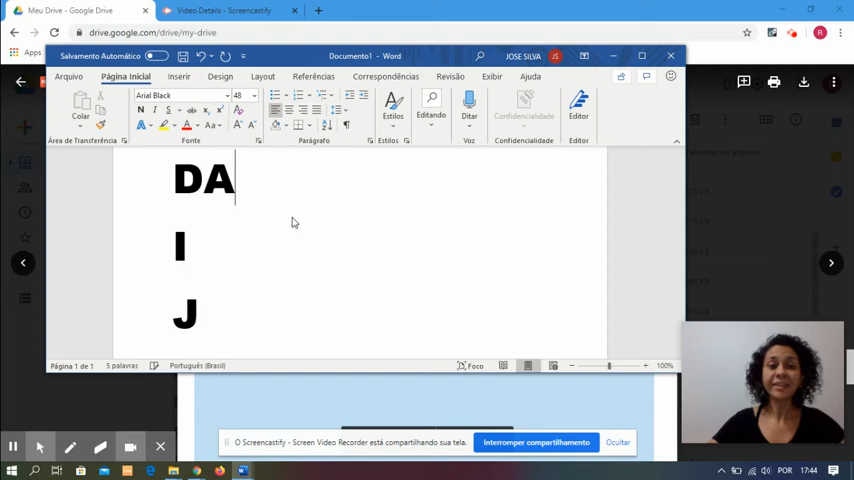 Meu Drive - Google Drive
Video Details - Screencastify
drive.google.com/drive/my-drive
Apps
Salvamento Automático
Documento1 - Word
JOSE SILVA
JS
Arquivo
Página Inicial
Inserir
Design
Layout
Referências
Correspondências
Revisão
Exibir
Ajuda
Colar
Arial Black
48
N I S
Aa
Estilos
Editando
Ditar
Confidencialidade
Editor
Área de Transferência
Fonte
Parágrafo
Estilos
Voz
Confidencialidade
Editor
DA
I
J
Página 1 de 1
5 palavras
Português (Brasil)
Foco
100%
O Screencastify - Screen Video Recorder está compartilhando sua tela.
Interromper compartilhamento
Ocultar
POR
17:44